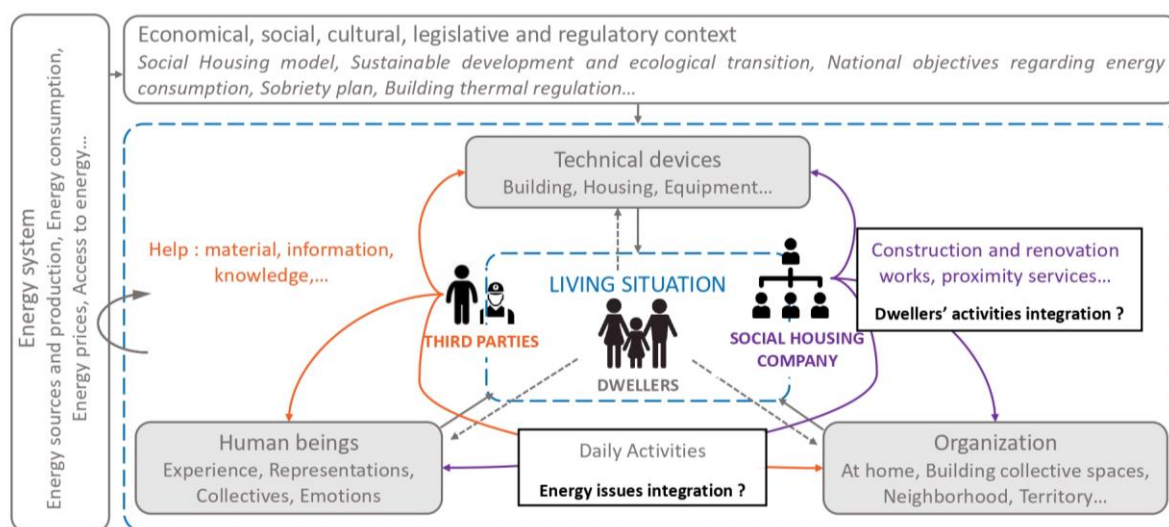 Energy system
Energy sources and production, Energy consumption,
Energy prices, Access to energy...
Economical, social, cultural, legislative and regulatory context
Social Housing model, Sustainable development and ecological transition, National objectives regarding energy
consumption, Sobriety plan, Building thermal regulation...
Technical devices
Building, Housing, Equipment...
Help : material, information,
knowledge,...
LIVING SITUATION
THIRD PARTIES
DWELLERS
SOCIAL HOUSING
COMPANY
Construction and renovation
works, proximity services...
Dwellers' activities integration ?
Human beings
Experience, Representations,
Collectives, Emotions
Daily Activities
Energy issues integration ?
Organization
At home, Building collective spaces,
Neighborhood, Territory...